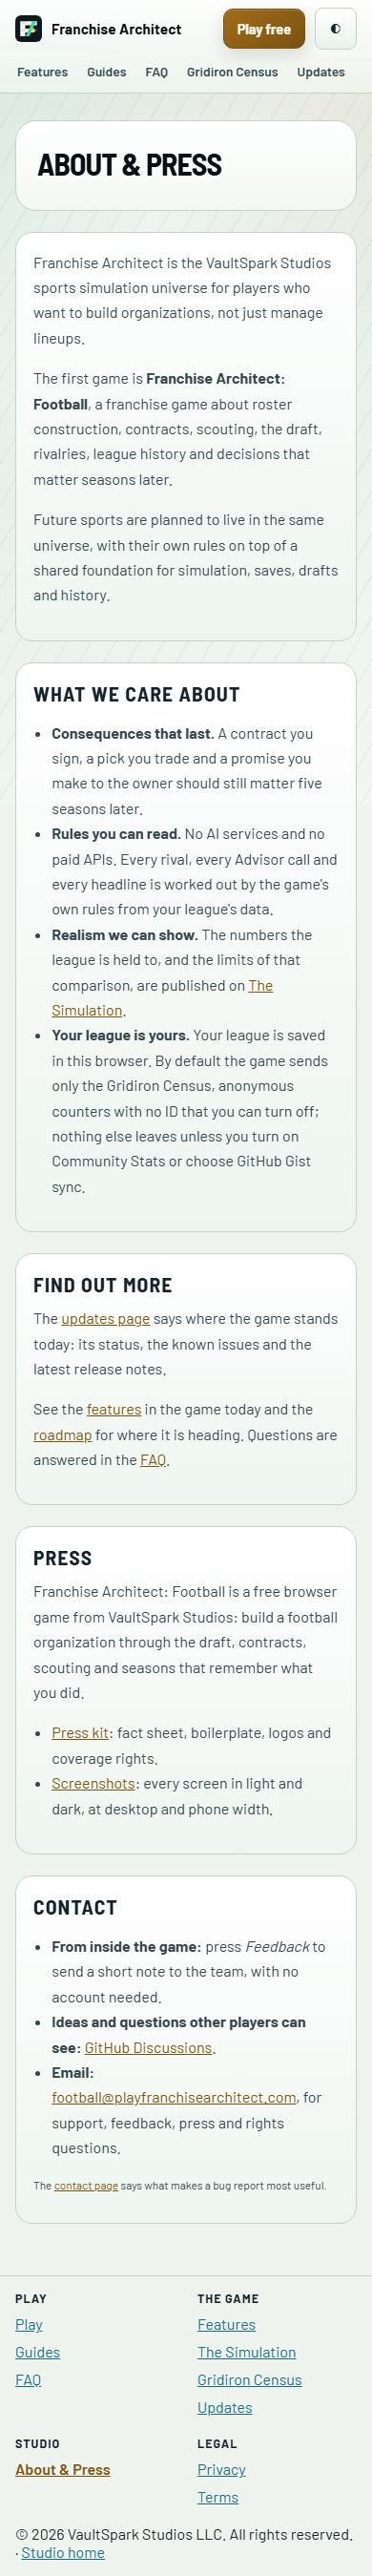 Franchise Architect
Play free
Features Guides FAQ Gridiron Census Updates
ABOUT & PRESS
Franchise Architect is the VaultSpark Studios
sports simulation universe for players who
want to build organizations, not just manage
lineups.
The first game is Franchise Architect:
Football, a franchise game about roster
construction, contracts, scouting, the draft,
rivalries, league history and decisions that
matter seasons later.
Future sports are planned to live in the same
universe, with their own rules on top of a
shared foundation for simulation, saves, drafts
and history.
WHAT WE CARE ABOUT
• Consequences that last. A contract you
sign, a pick you trade and a promise you
make to the owner should still matter five
seasons later.
• Rules you can read. No AI services and no
paid APIs. Every rival, every Advisor call and
every headline is worked out by the game's
own rules from your league's data.
• Realism we can show. The numbers the
league is held to, and the limits of that
comparison, are published on The
Simulation.
• Your league is yours. Your league is saved
in this browser. By default the game sends
only the Gridiron Census, anonymous
counters with no ID that you can turn off;
nothing else leaves unless you turn on
Community Stats or choose GitHub Gist
sync.
FIND OUT MORE
The updates page says where the game stands
today: its status, the known issues and the
latest release notes.
See the features in the game today and the
roadmap for where it is heading. Questions are
answered in the FAQ.
PRESS
Franchise Architect: Football is a free browser
game from VaultSpark Studios: build a football
organization through the draft, contracts,
scouting and seasons that remember what
you did.
• Press kit: fact sheet, boilerplate, logos and
coverage rights.
• Screenshots: every screen in light and
dark, at desktop and phone width.
CONTACT
• From inside the game: press Feedback to
send a short note to the team, with no
account needed.
• Ideas and questions other players can
see: GitHub Discussions.
• Email:
football@playfranchisearchitect.com, for
support, feedback, press and rights
questions.
The contact page says what makes a bug report most useful.
PLAY
Play
Guides
FAQ
THE GAME
Features
The Simulation
Gridiron Census
Updates
STUDIO
About & Press
LEGAL
Privacy
Terms
© 2026 VaultSpark Studios LLC. All rights reserved.
· Studio home